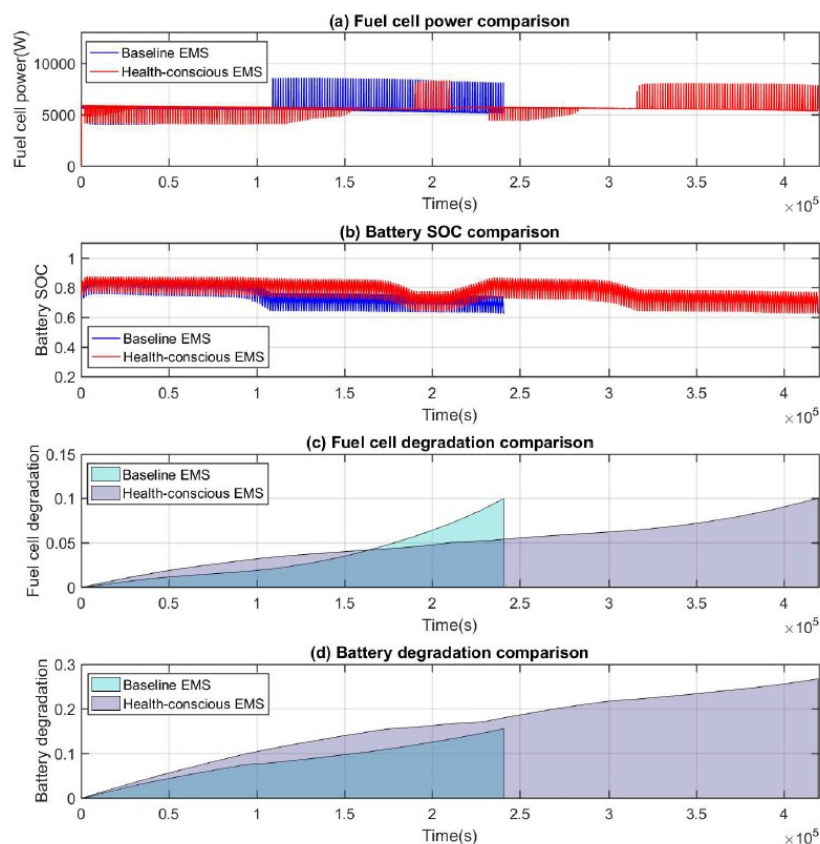 (a) Fuel cell power comparison
Fuel cell power(W)
Baseline EMS
Health-conscious EMS
10000
5000
0
0 0.5 1 1.5 2 2.5 3 3.5 4
Time(s)
×10⁵
(b) Battery SOC comparison
Battery SOC
1
0.8
0.6
0.4
0.2
Baseline EMS
Health-conscious EMS
0 0.5 1 1.5 2 2.5 3 3.5 4
Time(s)
×10⁵
(c) Fuel cell degradation comparison
Fuel cell degradation
0.15
0.1
0.05
0
Baseline EMS
Health-conscious EMS
0 0.5 1 1.5 2 2.5 3 3.5 4
Time(s)
×10⁵
(d) Battery degradation comparison
Battery degradation
0.3
0.2
0.1
0
Baseline EMS
Health-conscious EMS
0 0.5 1 1.5 2 2.5 3 3.5 4
Time(s)
×10⁵